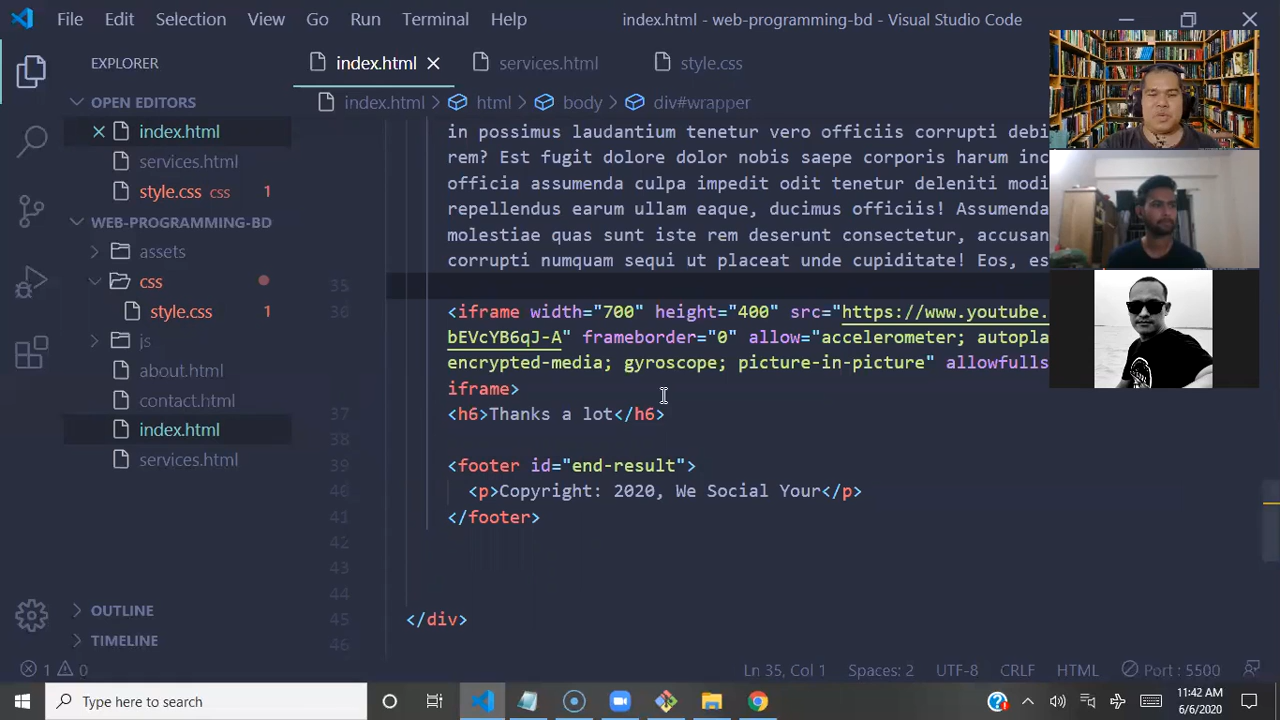 File Edit Selection View Go Run Terminal Help index.html - web-programming-bd - Visual Studio Code
EXPLORER
index.html services.html style.css
OPEN EDITORS
index.html
services.html
style.css css 1
WEB-PROGRAMMING-BD
assets
css
style.css 1
js
about.html
contact.html
index.html
services.html
OUTLINE
TIMELINE
index.html html body div#wrapper
in possimus laudantium tenetur vero officiis corrupti debi
rem? Est fugit dolore dolor nobis saepe corporis harum inc
officia assumenda culpa impedit odit tenetur deleniti modi
repellendus earum ullam eaque, ducimus officiis! Assumenda
molestiae quas sunt iste rem deserunt consectetur, accusan
corrupti numquam sequi ut placeat unde cupiditate! Eos, es
35
36 <iframe width="700" height="400" src="https://www.youtube.
bEVcYB6qJ-A" frameborder="0" allow="accelerometer; autopla
encrypted-media; gyroscope; picture-in-picture" allowfulls
iframe>
37 <h6>Thanks a lot</h6>
38
39 <footer id="end-result">
40 <p>Copyright: 2020, We Social Your</p>
41 </footer>
42
43
44
45 </div>
46
1 0 Ln 35, Col 1 Spaces: 2 UTF-8 CRLF HTML Port : 5500
Type here to search
11:42 AM
6/6/2020